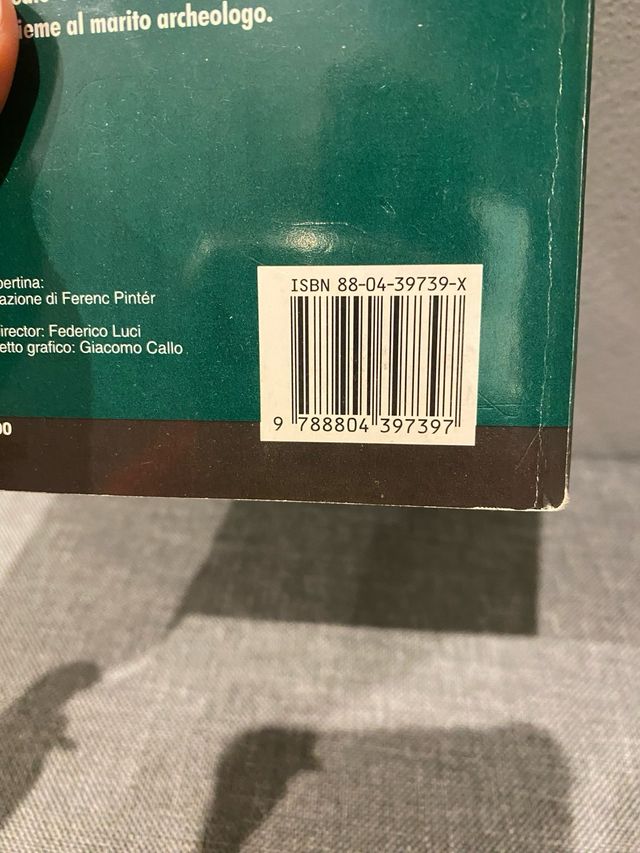 ieme al marito archeologo.
pertina:
azione di Ferenc Pintér
irector: Federico Luci
etto grafico: Giacomo Callo
00
ISBN 88-04-39739-X
9 788804 397397